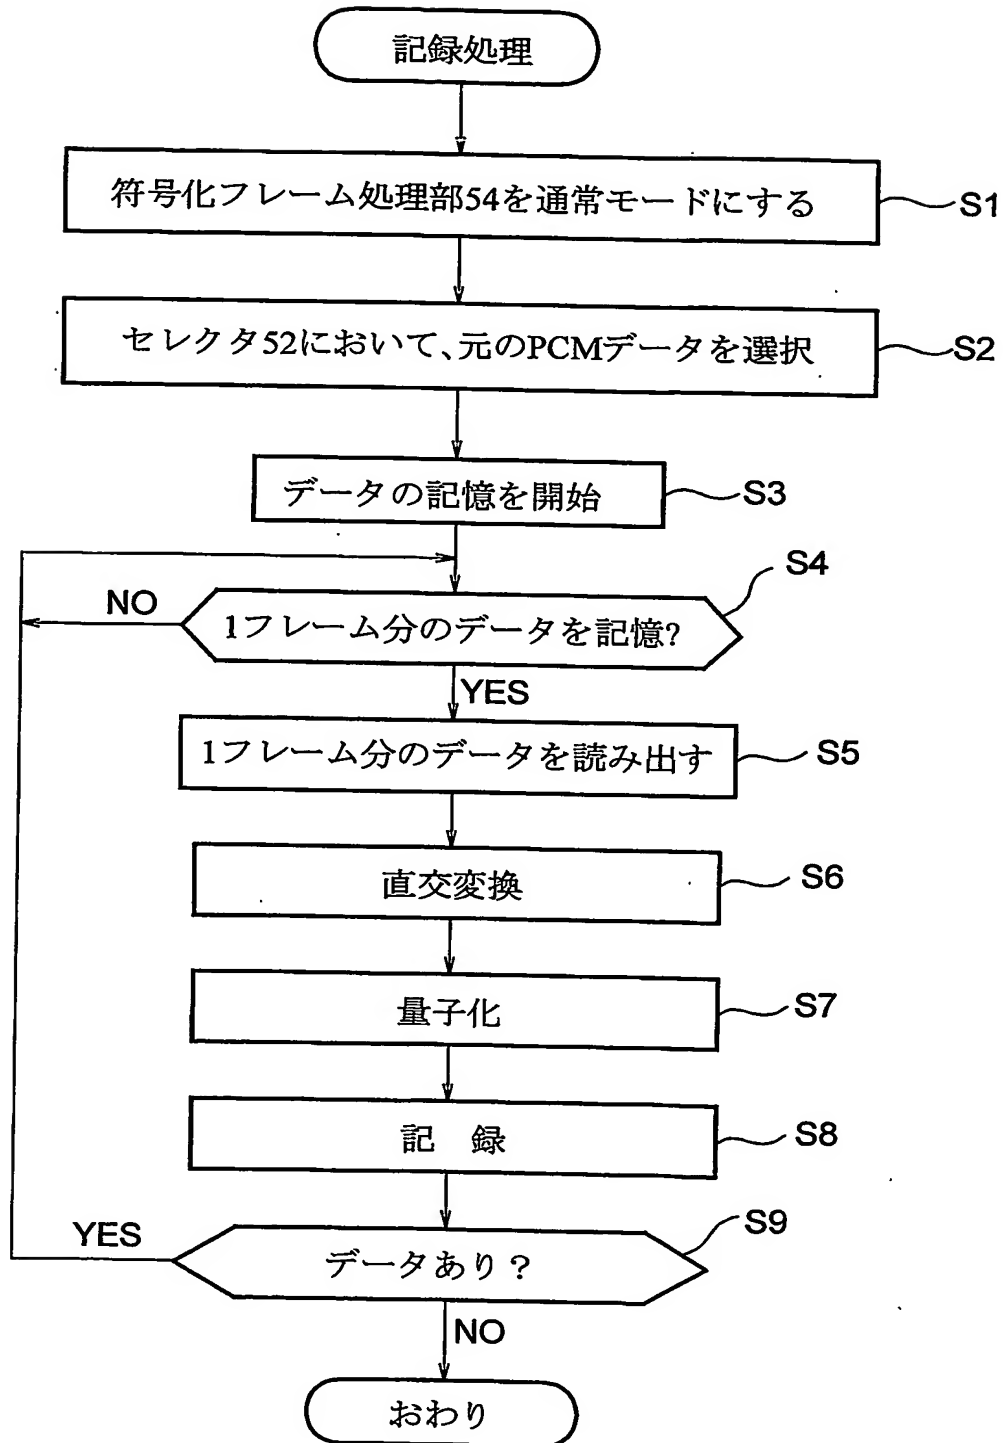 記録処理
符号化フレーム処理部54を通常モードにする
S1
セレクタ52において、元のPCMデータを選択
S2
データの記憶を開始
S3
S4
NO
1フレーム分のデータを記憶?
YES
1フレーム分のデータを読み出す
S5
直交変換
S6
量子化
S7
記 録
S8
YES
S9
データあり?
NO
おわり